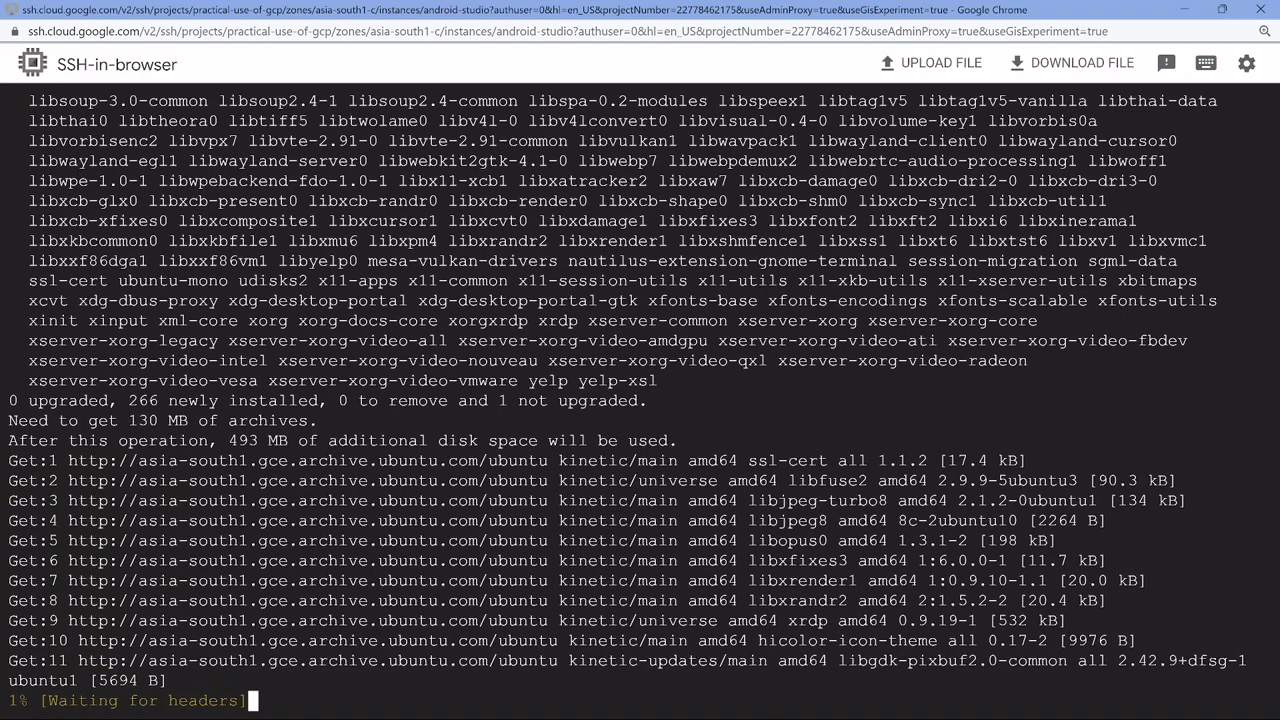 ssh.cloud.google.com/v2/ssh/projects/practical-use-of-gcp/zones/asia-south1-c/instances/android-studio?authuser=0&hl=en_US&projectNumber=22778462175&useAdminProxy=true&useGisExperiment=true - Google Chrome
ssh.cloud.google.com/v2/ssh/projects/practical-use-of-gcp/zones/asia-south1-c/instances/android-studio?authuser=0&hl=en_US&projectNumber=22778462175&useAdminProxy=true&useGisExperiment=true
SSH-in-browser
UPLOAD FILE
DOWNLOAD FILE
libsoup-3.0-common libsoup2.4-1 libsoup2.4-common libspa-0.2-modules libspeex1 libtag1v5 libtag1v5-vanilla libthai-data
libthai0 libtheora0 libtiff5 libtwolame0 libv4l-0 libv4lconvert0 libvisual-0.4-0 libvolume-key1 libvorbis0a
libvorbisenc2 libvpx7 libvte-2.91-0 libvte-2.91-common libvulkan1 libwavpack1 libwayland-client0 libwayland-cursor0
libwayland-egl1 libwayland-server0 libwebkit2gtk-4.1-0 libwebp7 libwebpdemux2 libwebrtc-audio-processing1 libwoff1
libwpe-1.0-1 libwpebackend-fdo-1.0-1 libx11-xcb1 libxatracker2 libxaw7 libxcb-damage0 libxcb-dri2-0 libxcb-dri3-0
libxcb-glx0 libxcb-present0 libxcb-randr0 libxcb-render0 libxcb-shape0 libxcb-shm0 libxcb-sync1 libxcb-util1
libxcb-xfixes0 libxcomposite1 libxcursor1 libxcvt0 libxdamage1 libxfixes3 libxfont2 libxft2 libxi6 libxinerama1
libxkbcommon0 libxkbfile1 libxmu6 libxpm4 libxrandr2 libxrender1 libxshmfence1 libxss1 libxt6 libxtst6 libxv1 libxvmc1
libxxf86dga1 libxxf86vm1 libyelp0 mesa-vulkan-drivers nautilus-extension-gnome-terminal session-migration sgml-data
ssl-cert ubuntu-mono udisks2 x11-apps x11-common x11-session-utils x11-utils x11-xkb-utils x11-xserver-utils xbitmaps
xcvt xdg-dbus-proxy xdg-desktop-portal xdg-desktop-portal-gtk xfonts-base xfonts-encodings xfonts-scalable xfonts-utils
xinit xinput xml-core xorg xorg-docs-core xorgxrdp xrdp xserver-common xserver-xorg xserver-xorg-core
xserver-xorg-legacy xserver-xorg-video-all xserver-xorg-video-amdgpu xserver-xorg-video-ati xserver-xorg-video-fbdev
xserver-xorg-video-intel xserver-xorg-video-nouveau xserver-xorg-video-qxl xserver-xorg-video-radeon
xserver-xorg-video-vesa xserver-xorg-video-vmware yelp yelp-xsl
0 upgraded, 266 newly installed, 0 to remove and 1 not upgraded.
Need to get 130 MB of archives.
After this operation, 493 MB of additional disk space will be used.
Get:1 http://asia-south1.gce.archive.ubuntu.com/ubuntu kinetic/main amd64 ssl-cert all 1.1.2 [17.4 kB]
Get:2 http://asia-south1.gce.archive.ubuntu.com/ubuntu kinetic/universe amd64 libfuse2 amd64 2.9.9-5ubuntu3 [90.3 kB]
Get:3 http://asia-south1.gce.archive.ubuntu.com/ubuntu kinetic/main amd64 libjpeg-turbo8 amd64 2.1.2-0ubuntu1 [134 kB]
Get:4 http://asia-south1.gce.archive.ubuntu.com/ubuntu kinetic/main amd64 libjpeg8 amd64 8c-2ubuntu10 [2264 B]
Get:5 http://asia-south1.gce.archive.ubuntu.com/ubuntu kinetic/main amd64 libopus0 amd64 1.3.1-2 [198 kB]
Get:6 http://asia-south1.gce.archive.ubuntu.com/ubuntu kinetic/main amd64 libxfixes3 amd64 1:6.0.0-1 [11.7 kB]
Get:7 http://asia-south1.gce.archive.ubuntu.com/ubuntu kinetic/main amd64 libxrender1 amd64 1:0.9.10-1.1 [20.0 kB]
Get:8 http://asia-south1.gce.archive.ubuntu.com/ubuntu kinetic/main amd64 libxrandr2 amd64 2:1.5.2-2 [20.4 kB]
Get:9 http://asia-south1.gce.archive.ubuntu.com/ubuntu kinetic/universe amd64 xrdp amd64 0.9.19-1 [532 kB]
Get:10 http://asia-south1.gce.archive.ubuntu.com/ubuntu kinetic/main amd64 hicolor-icon-theme all 0.17-2 [9976 B]
Get:11 http://asia-south1.gce.archive.ubuntu.com/ubuntu kinetic-updates/main amd64 libgdk-pixbuf2.0-common all 2.42.9+dfsg-1
ubuntu1 [5694 B]
1% [Waiting for headers]